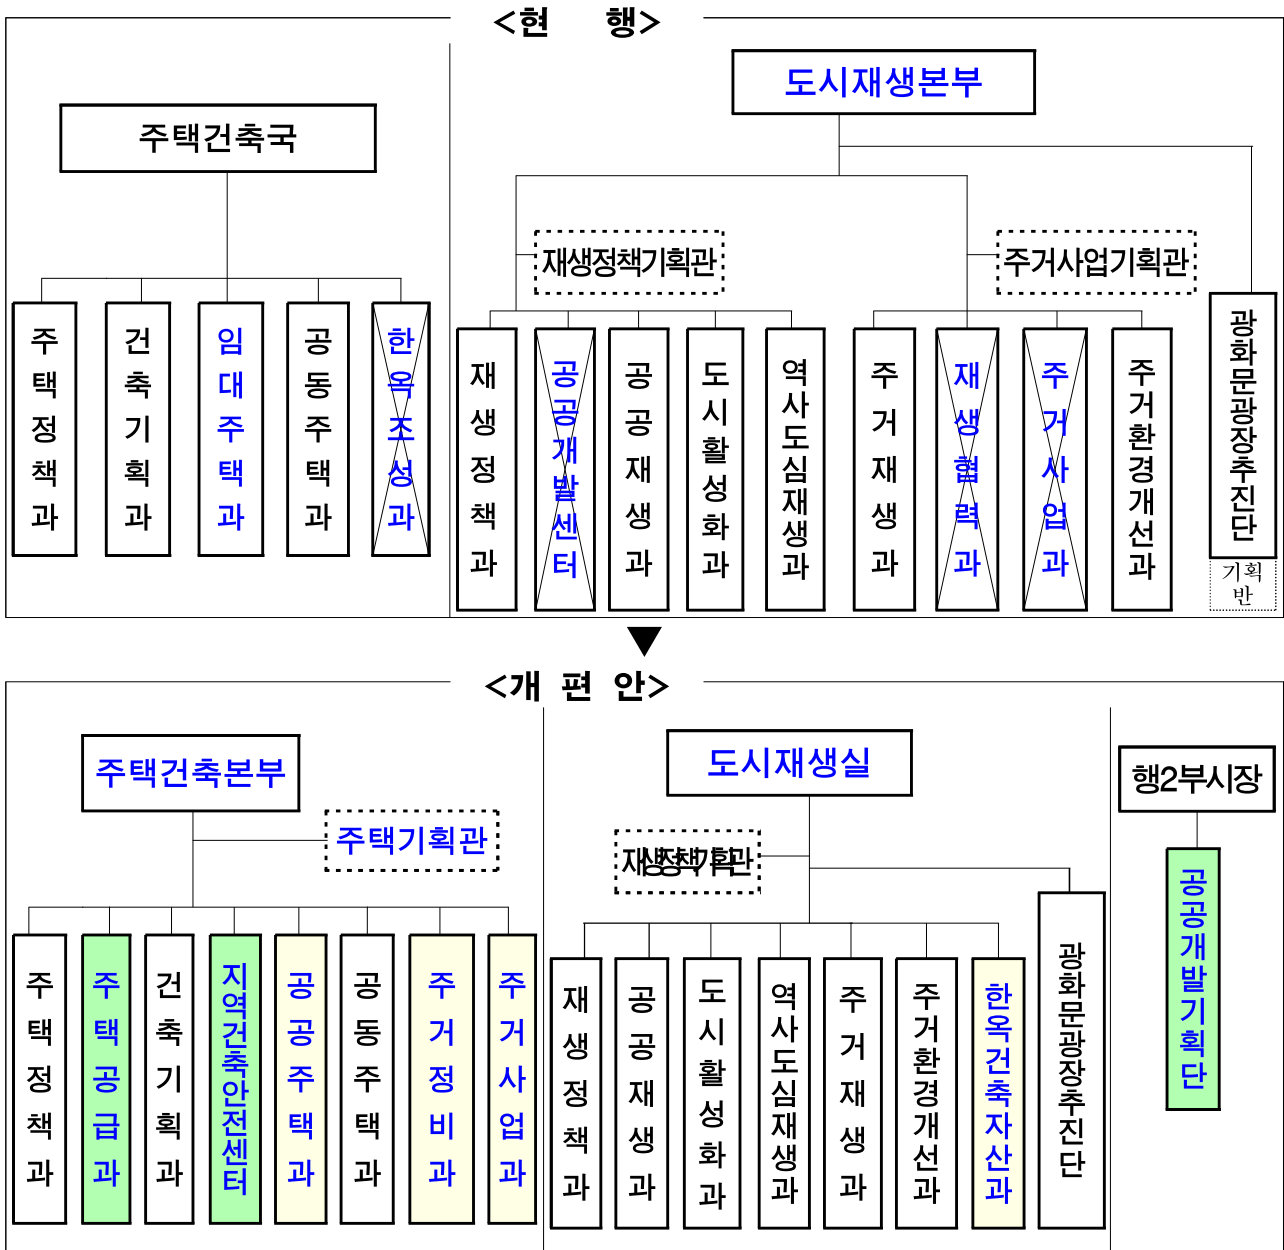 <현 행>
주택건축국
도시재생본부
재생정책기획관
주거사업기획관
주택정책과
건축기획과
임대주택과
공동주택과
한옥조성과
재생정책과
공공개발센터
공공재생과
도시활성화과
역사도심재생과
주거재생과
재생협력과
주거사업과
주거환경개선과
광화문광장추진단
기획
반
<개 편 안>
주택건축본부
주택기획관
도시재생실
재생정책기획관
행2부시장
주택정책과
주택공급과
건축기획과
지역건축안전센터
공공주택과
공동주택과
주거정비과
주거사업과
재생정책과
공공재생과
도시활성화과
역사도심재생과
주거재생과
주거환경개선과
한옥건축자산과
광화문광장추진단
공공개발기획단